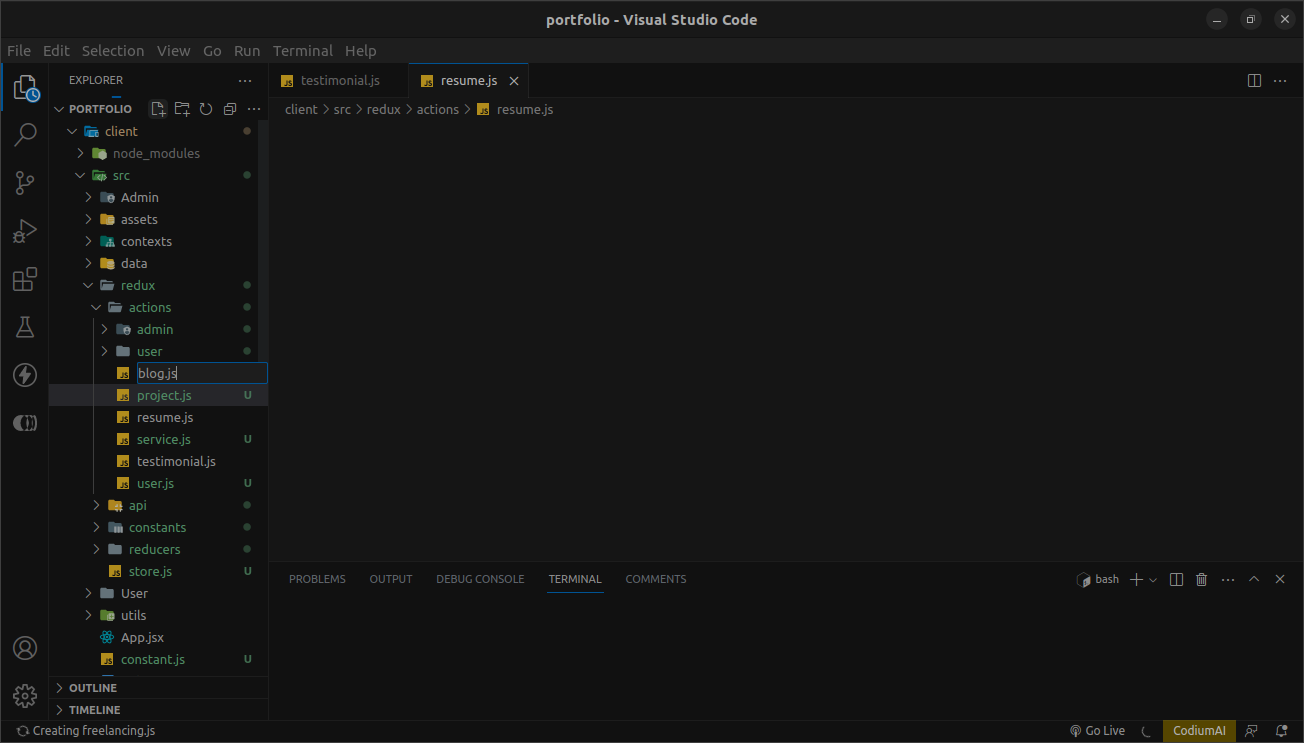 portfolio - Visual Studio Code
File Edit Selection View Go Run Terminal Help
EXPLORER
testimonial.js
resume.js
PORTFOLIO
client > src > redux > actions > resume.js
client
node_modules
src
Admin
assets
contexts
data
redux
actions
admin
user
blog.js
project.js U
resume.js
service.js U
testimonial.js
user.js U
api
constants
reducers
store.js U
User
utils
App.jsx
constant.js U
OUTLINE
TIMELINE
PROBLEMS OUTPUT DEBUG CONSOLE TERMINAL COMMENTS
bash
Creating freelancing.js
Go Live
CodiumAI